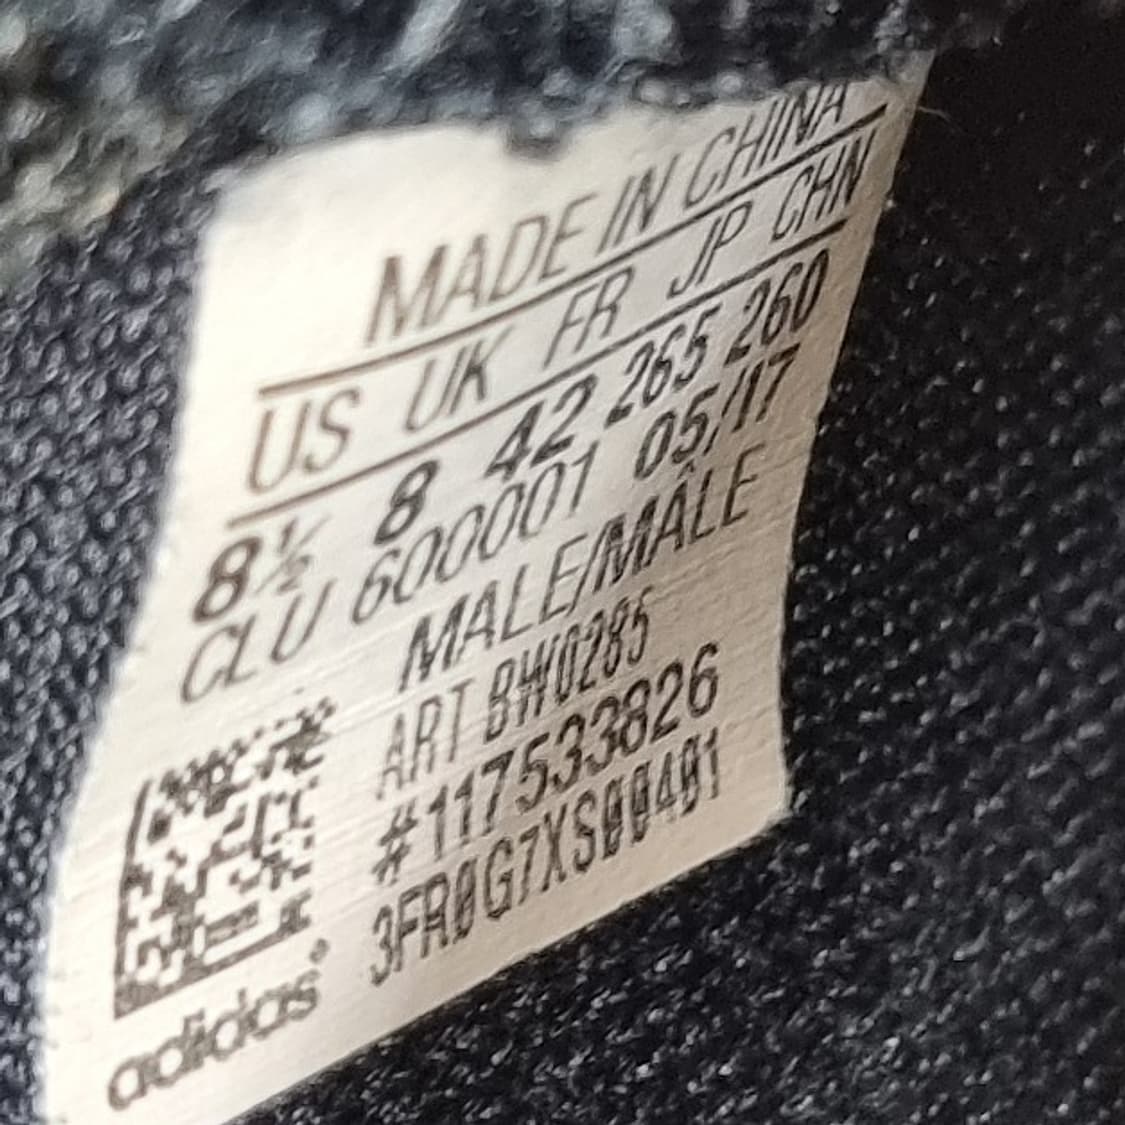 MADE IN CHINA
US UK FR JP CHN
8½ 8 42 265 260
CLU 600001 05/17
MALE/MÂLE
ART BW0285
#117533826
3FR0G7XS00401
adidas®